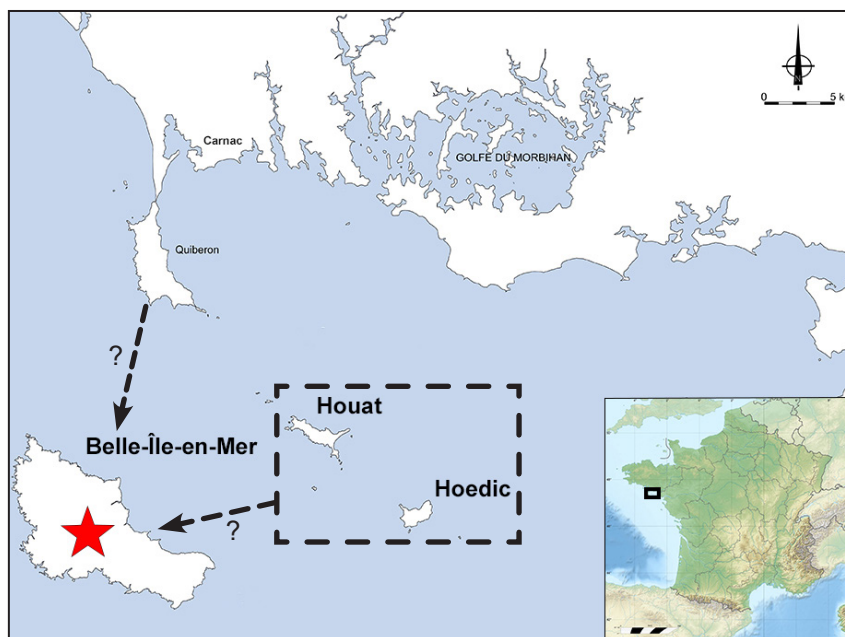 N
0 5 k
Carnac
GOLFE DU MORBIHAN
Quiberon
?
Houat
Belle-Île-en-Mer
Hoedic
?